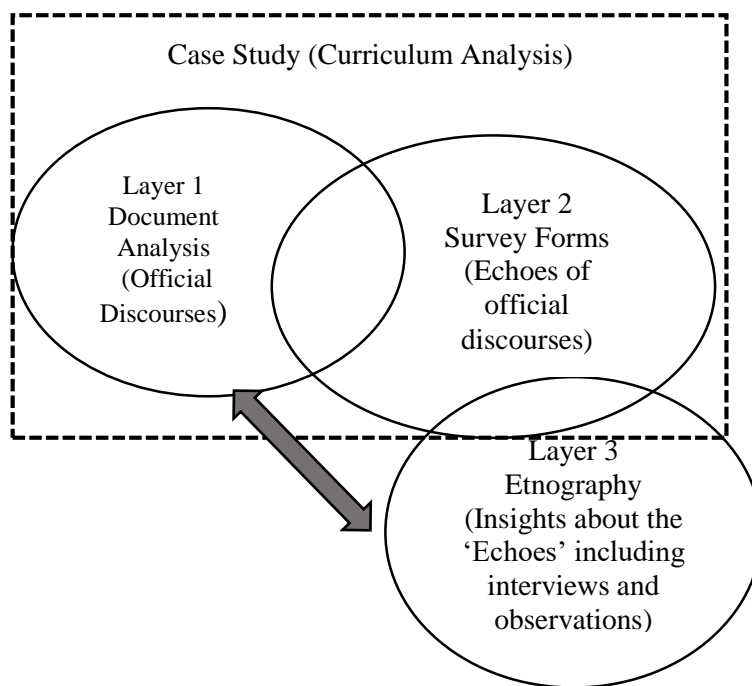 Case Study (Curriculum Analysis)
Layer 1
Document
Analysis
(Official
Discourses)
Layer 2
Survey Forms
(Echoes of
official
discourses)
Layer 3
Etnography
(Insights about the
‘Echoes’ including
interviews and
observations)